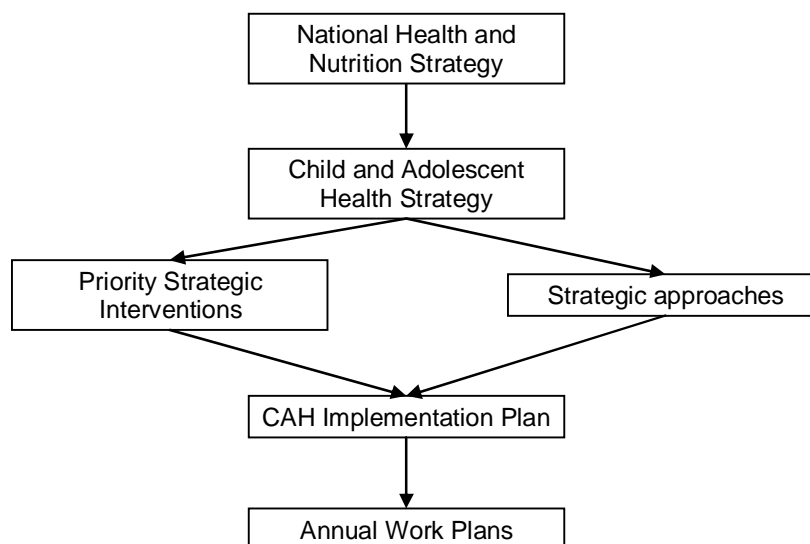 National Health and
Nutrition Strategy
Child and Adolescent
Health Strategy
Priority Strategic
Interventions
Strategic approaches
CAH Implementation Plan
Annual Work Plans